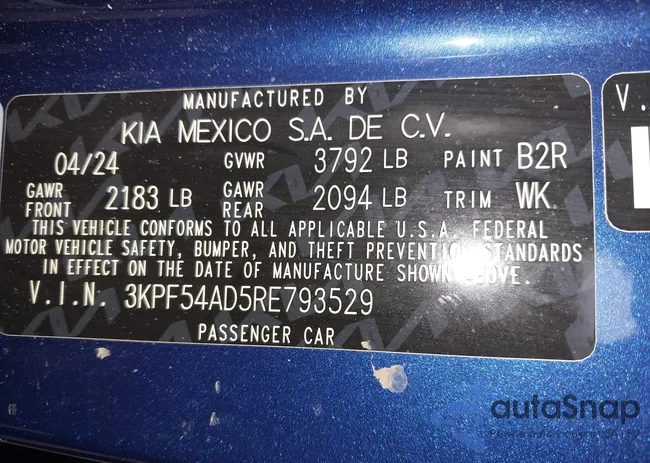 MANUFACTURED BY
KIA MEXICO S.A. DE C.V.
04/24 GVWR 3792 LB PAINT B2R
GAWR FRONT 2183 LB GAWR REAR 2094 LB TRIM WK
THIS VEHICLE CONFORMS TO ALL APPLICABLE U.S.A. FEDERAL
MOTOR VEHICLE SAFETY, BUMPER, AND THEFT PREVENTION STANDARDS
IN EFFECT ON THE DATE OF MANUFACTURE SHOWN ABOVE.
V.I.N. 3KPF54AD5RE793529
PASSENGER CAR
V.
autoSnap